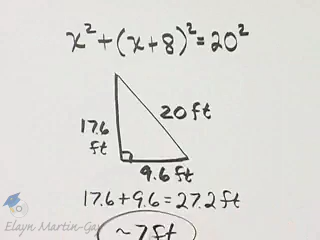 x² + (x+8)² = 20²
20 ft
17.6
ft
9.6 ft
17.6 + 9.6 = 27.2 ft
Elayn Martin-Gay
~7ft